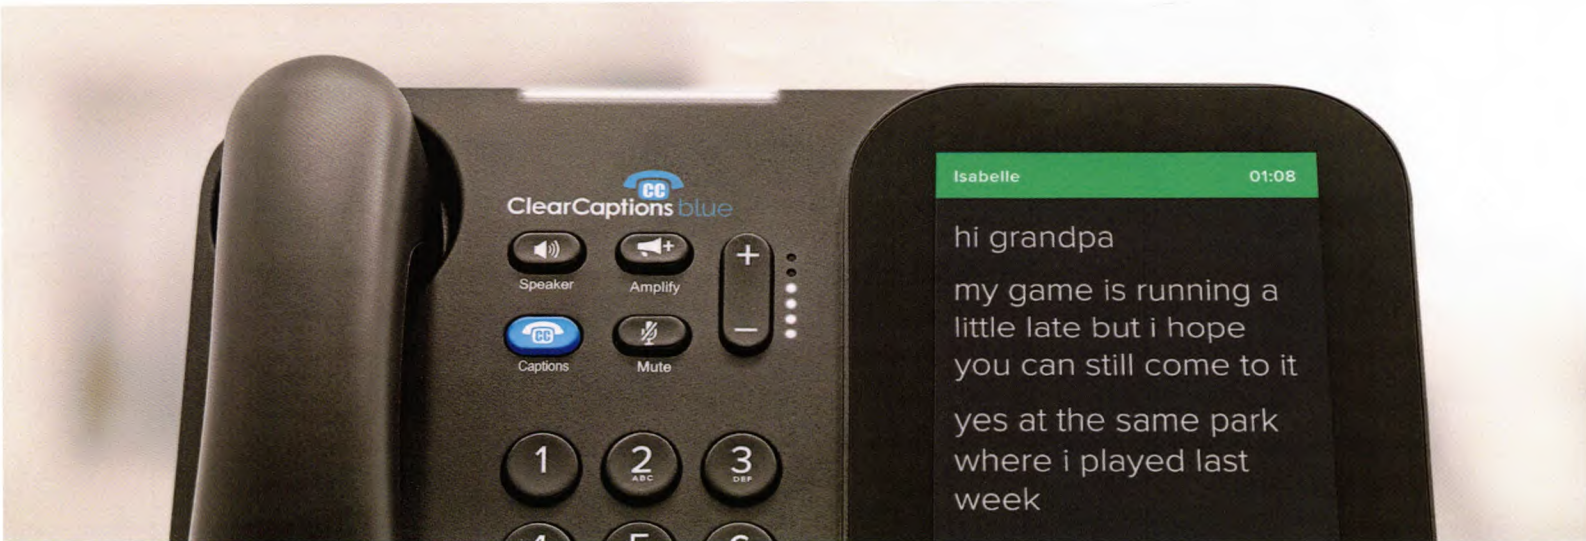 CC
ClearCaptions blue
Speaker
Amplify
+
CC
Captions
Mute
−
1
2
ABC
3
DEF
Isabelle 01:08
hi grandpa
my game is running a
little late but i hope
you can still come to it
yes at the same park
where i played last
week